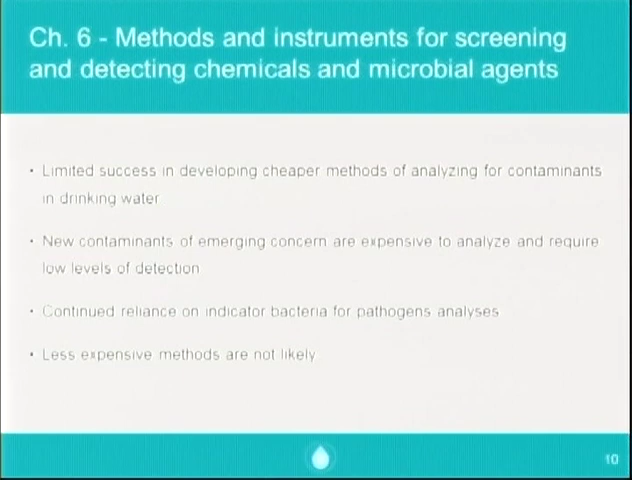 Ch. 6 - Methods and instruments for screening
and detecting chemicals and microbial agents
• Limited success in developing cheaper methods of analyzing for contaminants
in drinking water
• New contaminants of emerging concern are expensive to analyze and require
low levels of detection
• Continued reliance on indicator bacteria for pathogens analyses
• Less expensive methods are not likely
10